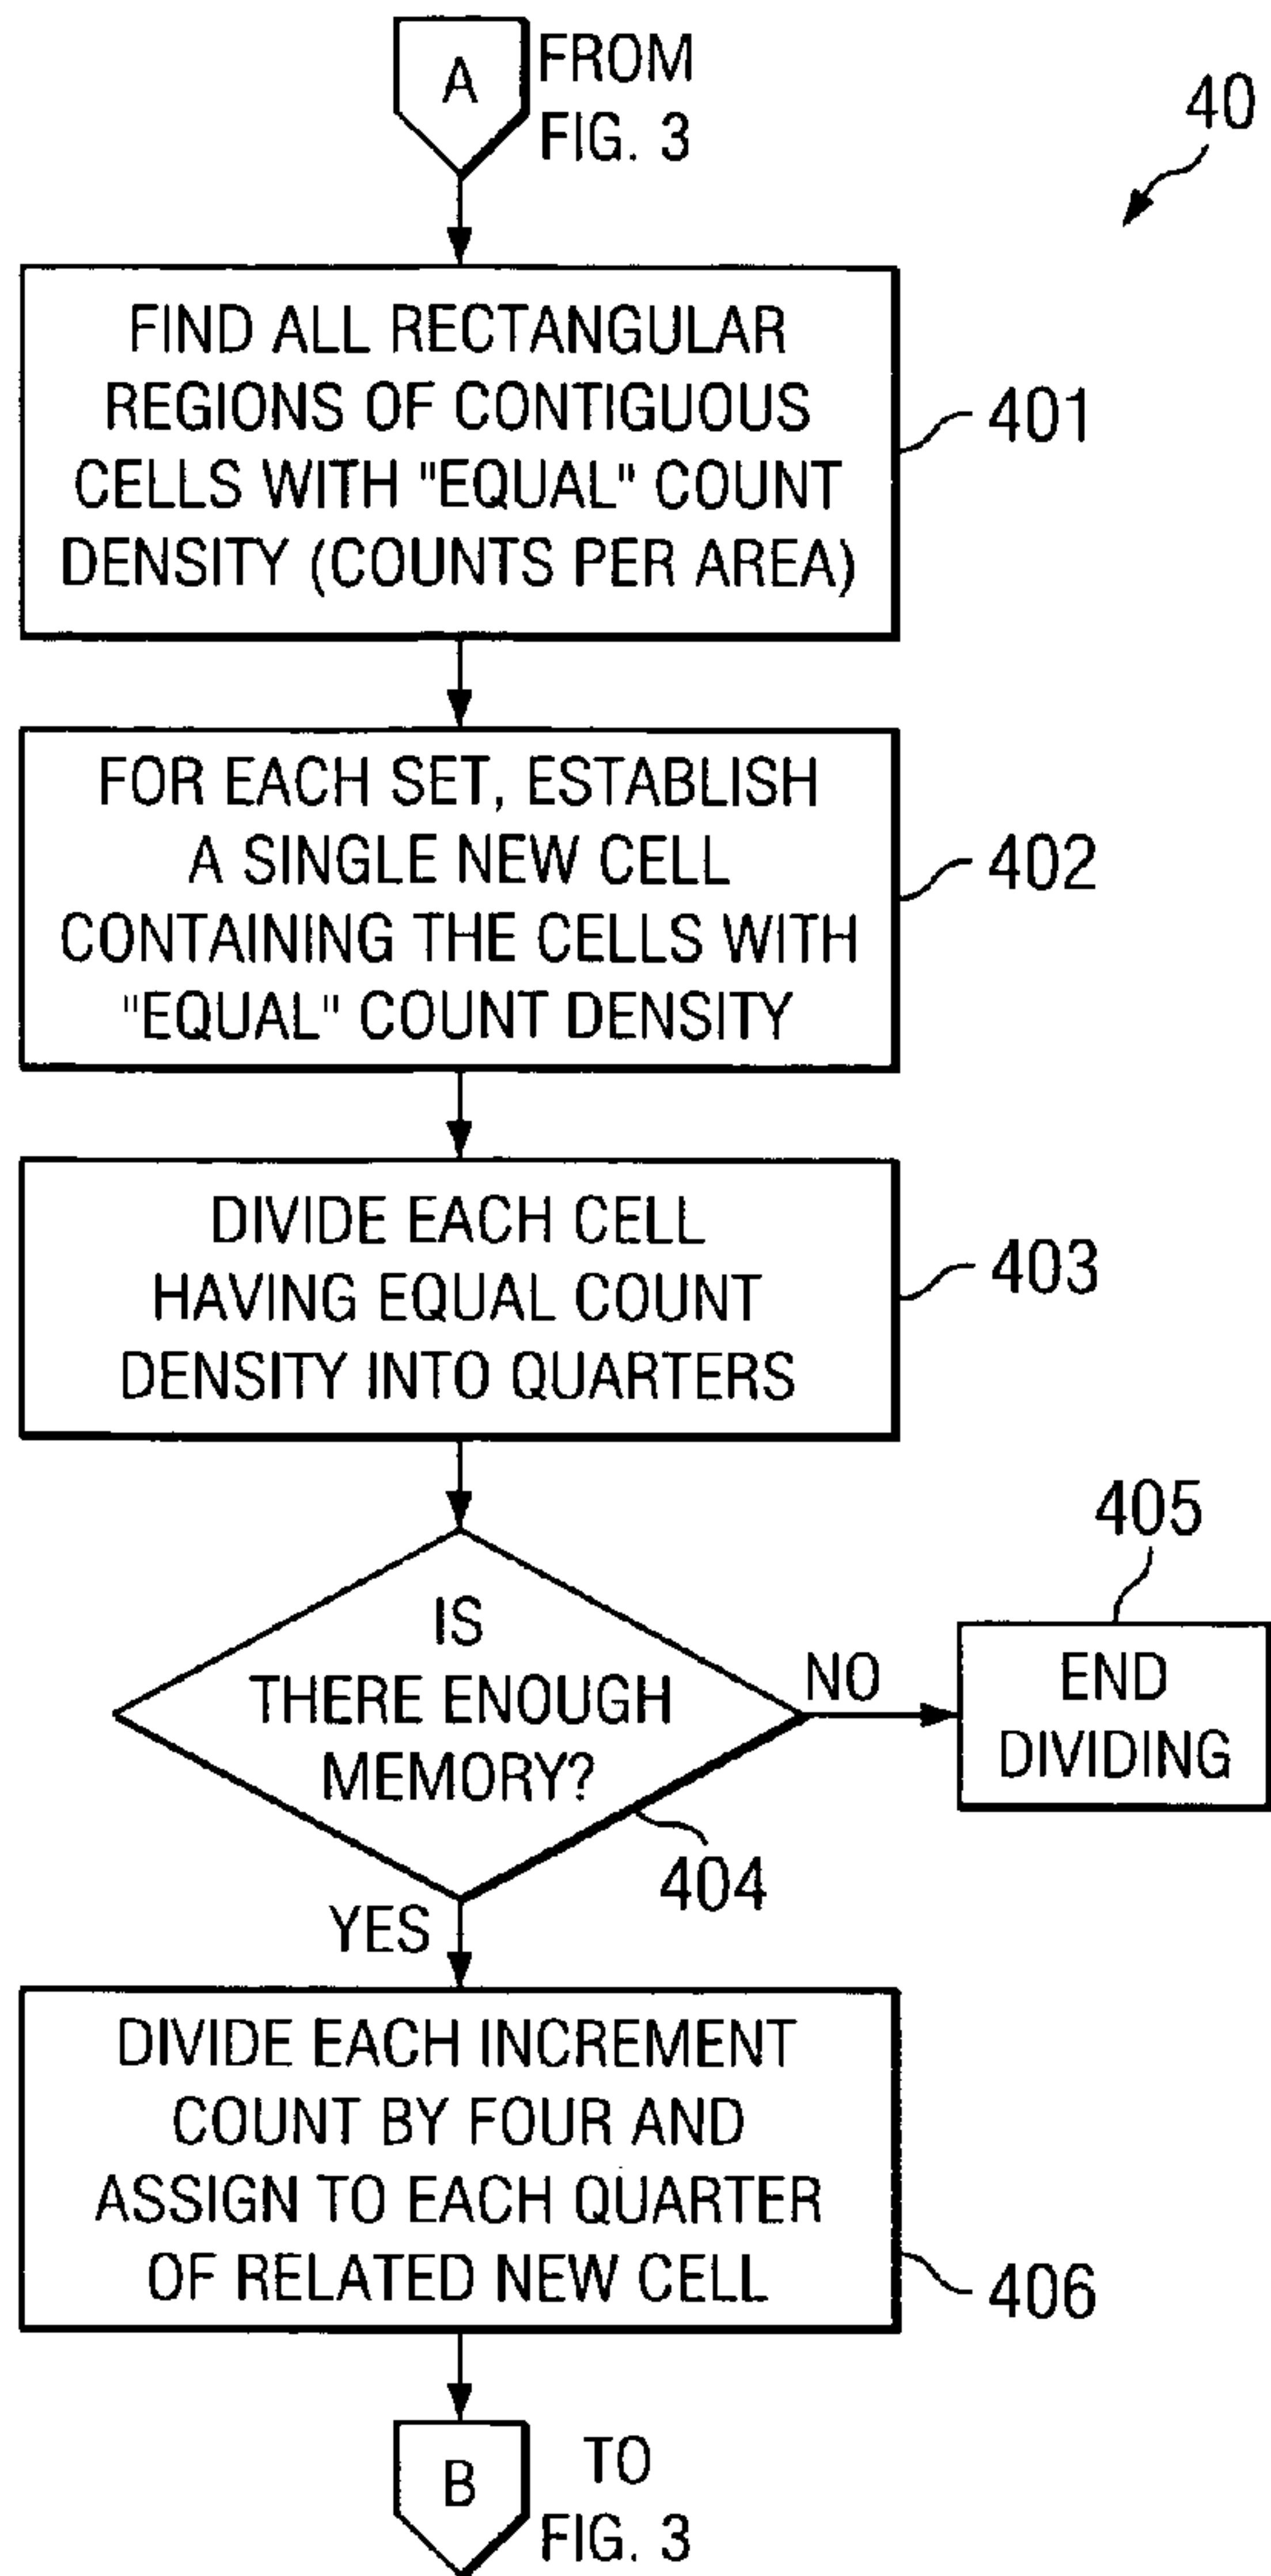 A
FROM
FIG. 3
40
FIND ALL RECTANGULAR
REGIONS OF CONTIGUOUS
CELLS WITH "EQUAL" COUNT
DENSITY (COUNTS PER AREA)
401
FOR EACH SET, ESTABLISH
A SINGLE NEW CELL
CONTAINING THE CELLS WITH
"EQUAL" COUNT DENSITY
402
DIVIDE EACH CELL
HAVING EQUAL COUNT
DENSITY INTO QUARTERS
403
IS
THERE ENOUGH
MEMORY?
404
NO
405
END
DIVIDING
YES
DIVIDE EACH INCREMENT
COUNT BY FOUR AND
ASSIGN TO EACH QUARTER
OF RELATED NEW CELL
406
B
TO
FIG. 3